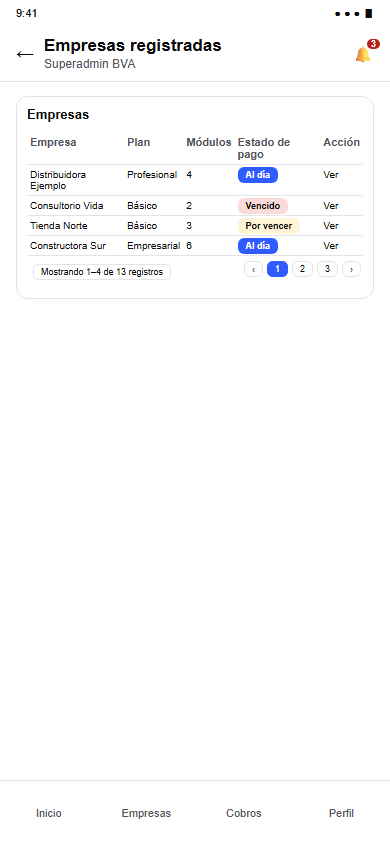 9:41
← Empresas registradas
Superadmin BVA
3
Empresas
Empresa Plan Módulos Estado de pago Acción
Distribuidora Ejemplo Profesional 4 Al día Ver
Consultorio Vida Básico 2 Vencido Ver
Tienda Norte Básico 3 Por vencer Ver
Constructora Sur Empresarial 6 Al día Ver
Mostrando 1–4 de 13 registros ‹ 1 2 3 ›
Inicio Empresas Cobros Perfil